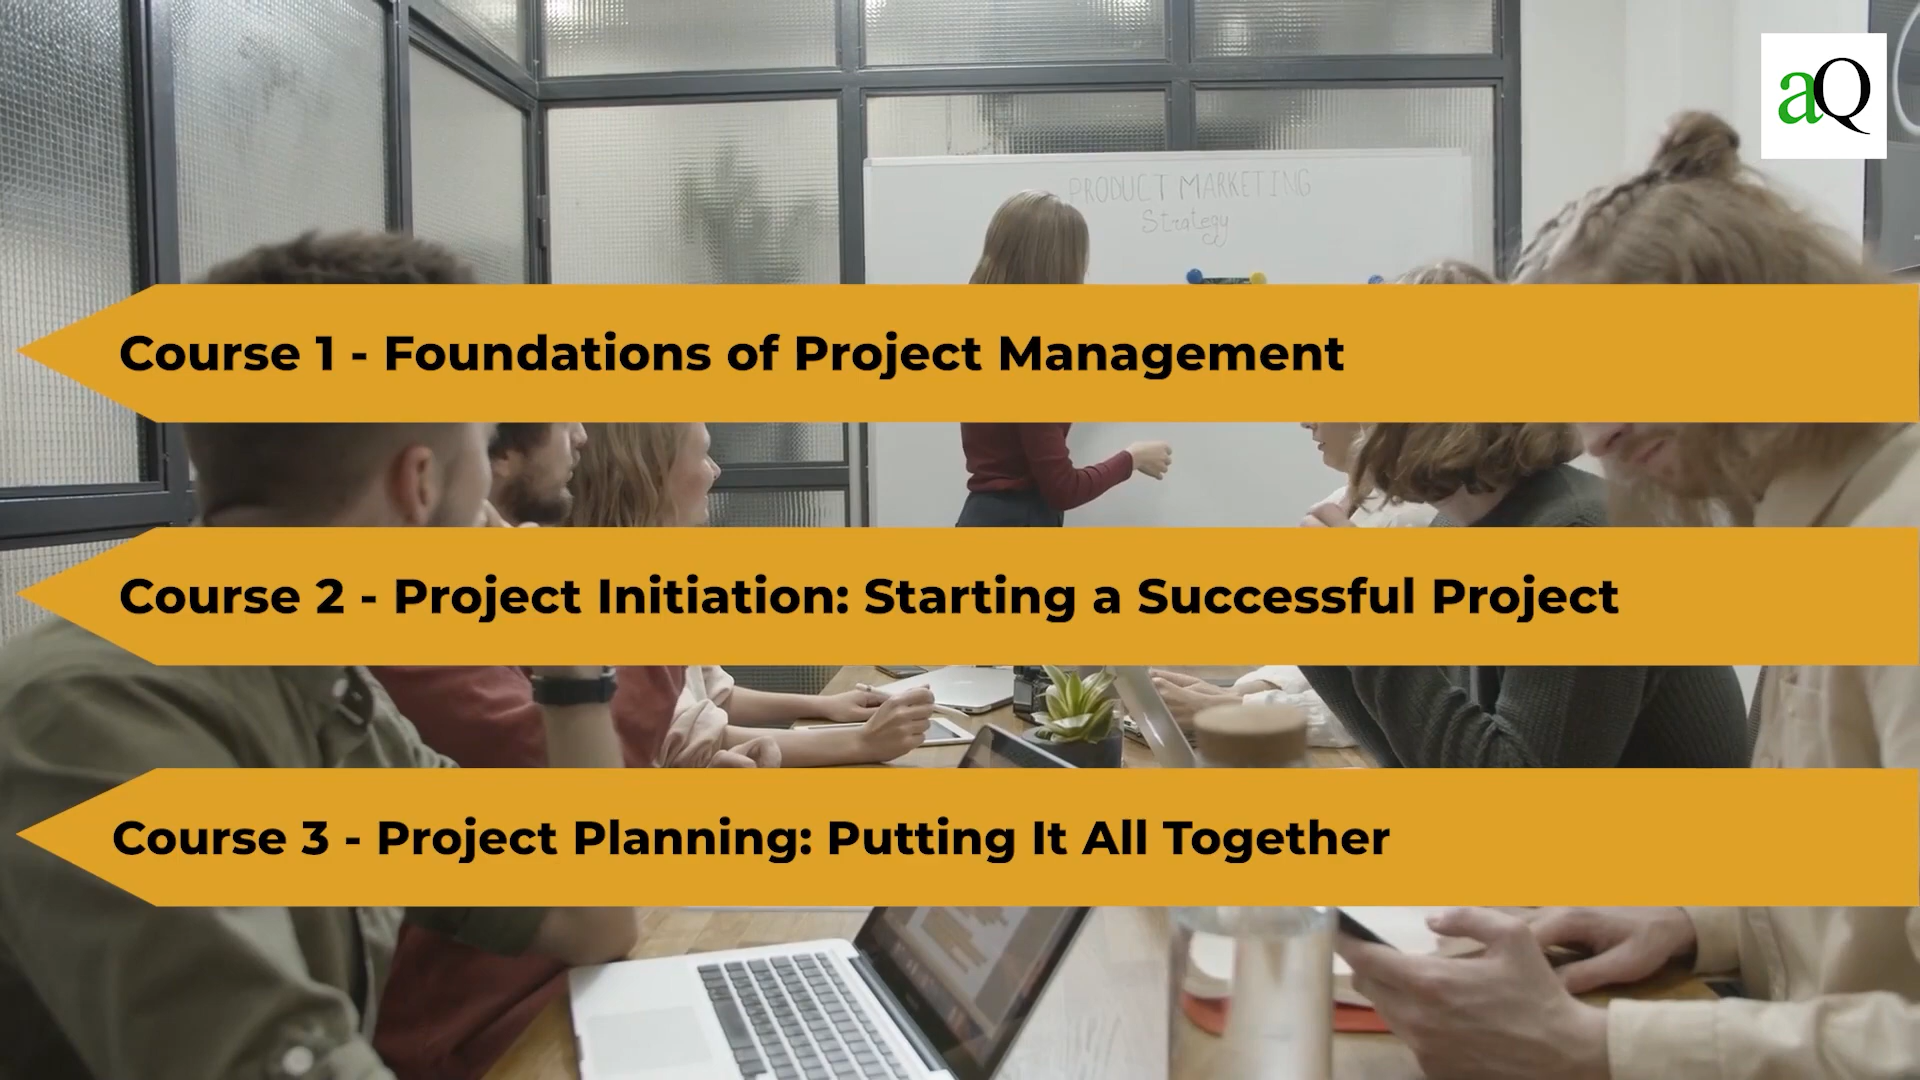 aQ
PRODUCT MARKETING
Strategy
Course 1 - Foundations of Project Management
Course 2 - Project Initiation: Starting a Successful Project
Course 3 - Project Planning: Putting It All Together